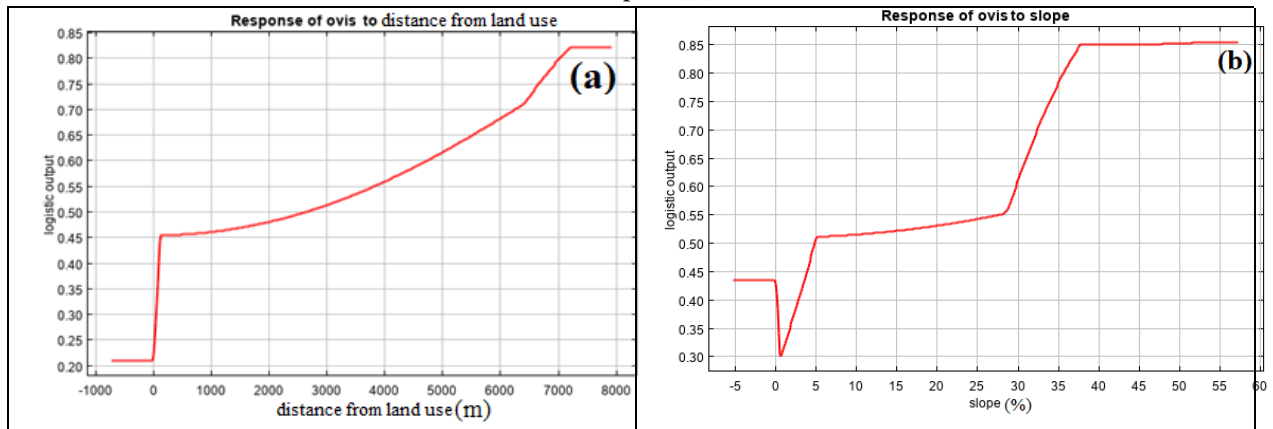 Response of ovis to distance from land use
0.85
0.80
0.75
0.70
0.65
0.60
0.55
0.50
0.45
0.40
0.35
0.30
0.25
0.20
logistic output
(a)
-1000 0 1000 2000 3000 4000 5000 6000 7000 8000
distance from land use (m)
Response of ovis to slope
0.85
0.80
0.75
0.70
0.65
0.60
0.55
0.50
0.45
0.40
0.35
0.30
logistic output
(b)
-5 0 5 10 15 20 25 30 35 40 45 50 55 60
slope (%)